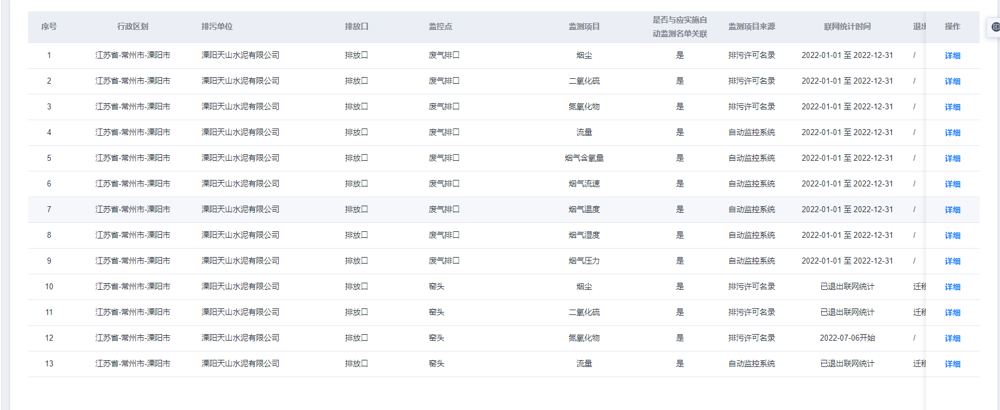 序号 行政区划 排污单位 排放口 监控点 监测项目 是否与应实施自动监测名单关联 监测项目来源 联网统计时间 退出 操作
1 江苏省-常州市-溧阳市 溧阳天山水泥有限公司 排放口 废气排口 烟尘 是 排污许可名录 2022-01-01 至 2022-12-31 / 详细
2 江苏省-常州市-溧阳市 溧阳天山水泥有限公司 排放口 废气排口 二氧化硫 是 排污许可名录 2022-01-01 至 2022-12-31 / 详细
3 江苏省-常州市-溧阳市 溧阳天山水泥有限公司 排放口 废气排口 氮氧化物 是 排污许可名录 2022-01-01 至 2022-12-31 / 详细
4 江苏省-常州市-溧阳市 溧阳天山水泥有限公司 排放口 废气排口 流量 是 自动监控系统 2022-01-01 至 2022-12-31 / 详细
5 江苏省-常州市-溧阳市 溧阳天山水泥有限公司 排放口 废气排口 烟气含氧量 是 自动监控系统 2022-01-01 至 2022-12-31 / 详细
6 江苏省-常州市-溧阳市 溧阳天山水泥有限公司 排放口 废气排口 烟气流速 是 自动监控系统 2022-01-01 至 2022-12-31 / 详细
7 江苏省-常州市-溧阳市 溧阳天山水泥有限公司 排放口 废气排口 烟气温度 是 自动监控系统 2022-01-01 至 2022-12-31 / 详细
8 江苏省-常州市-溧阳市 溧阳天山水泥有限公司 排放口 废气排口 烟气湿度 是 自动监控系统 2022-01-01 至 2022-12-31 / 详细
9 江苏省-常州市-溧阳市 溧阳天山水泥有限公司 排放口 废气排口 烟气压力 是 自动监控系统 2022-01-01 至 2022-12-31 / 详细
10 江苏省-常州市-溧阳市 溧阳天山水泥有限公司 排放口 窑头 烟尘 是 排污许可名录 已退出联网统计 迁移 详细
11 江苏省-常州市-溧阳市 溧阳天山水泥有限公司 排放口 窑头 二氧化硫 是 排污许可名录 已退出联网统计 迁移 详细
12 江苏省-常州市-溧阳市 溧阳天山水泥有限公司 排放口 窑头 氮氧化物 是 排污许可名录 2022-07-06开始 / 详细
13 江苏省-常州市-溧阳市 溧阳天山水泥有限公司 排放口 窑头 流量 是 自动监控系统 已退出联网统计 迁移 详细